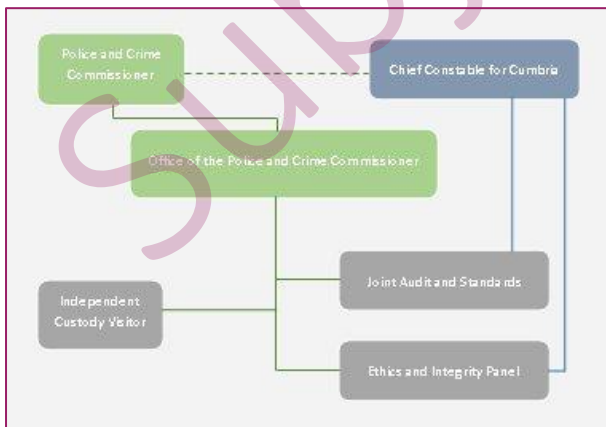 Police and Crime
Commissioner
Chief Constable for Cumbria
Office of the Police and Crime Commissioner
Joint Audit and Standards
Independent
Custody Visitor
Ethics and Integrity Panel